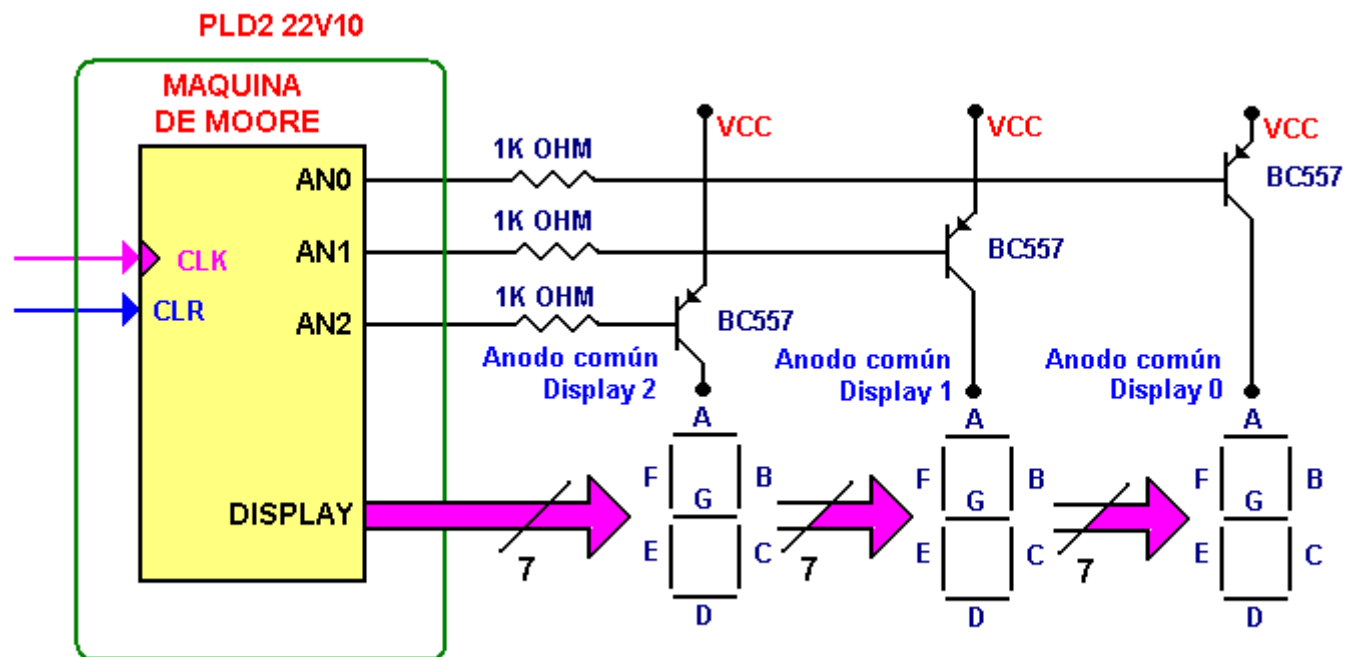 PLD2 22V10
MAQUINA
DE MOORE
VCC
VCC
VCC
1K OHM
AN0
BC557
1K OHM
AN1
BC557
CLK
1K OHM
CLR
AN2
BC557
Anodo común
Display 2
Anodo común
Display 1
Anodo común
Display 0
A
A
A
F
B
F
B
F
B
G
G
G
DISPLAY
E
C
E
C
E
C
7
7
7
D
D
D